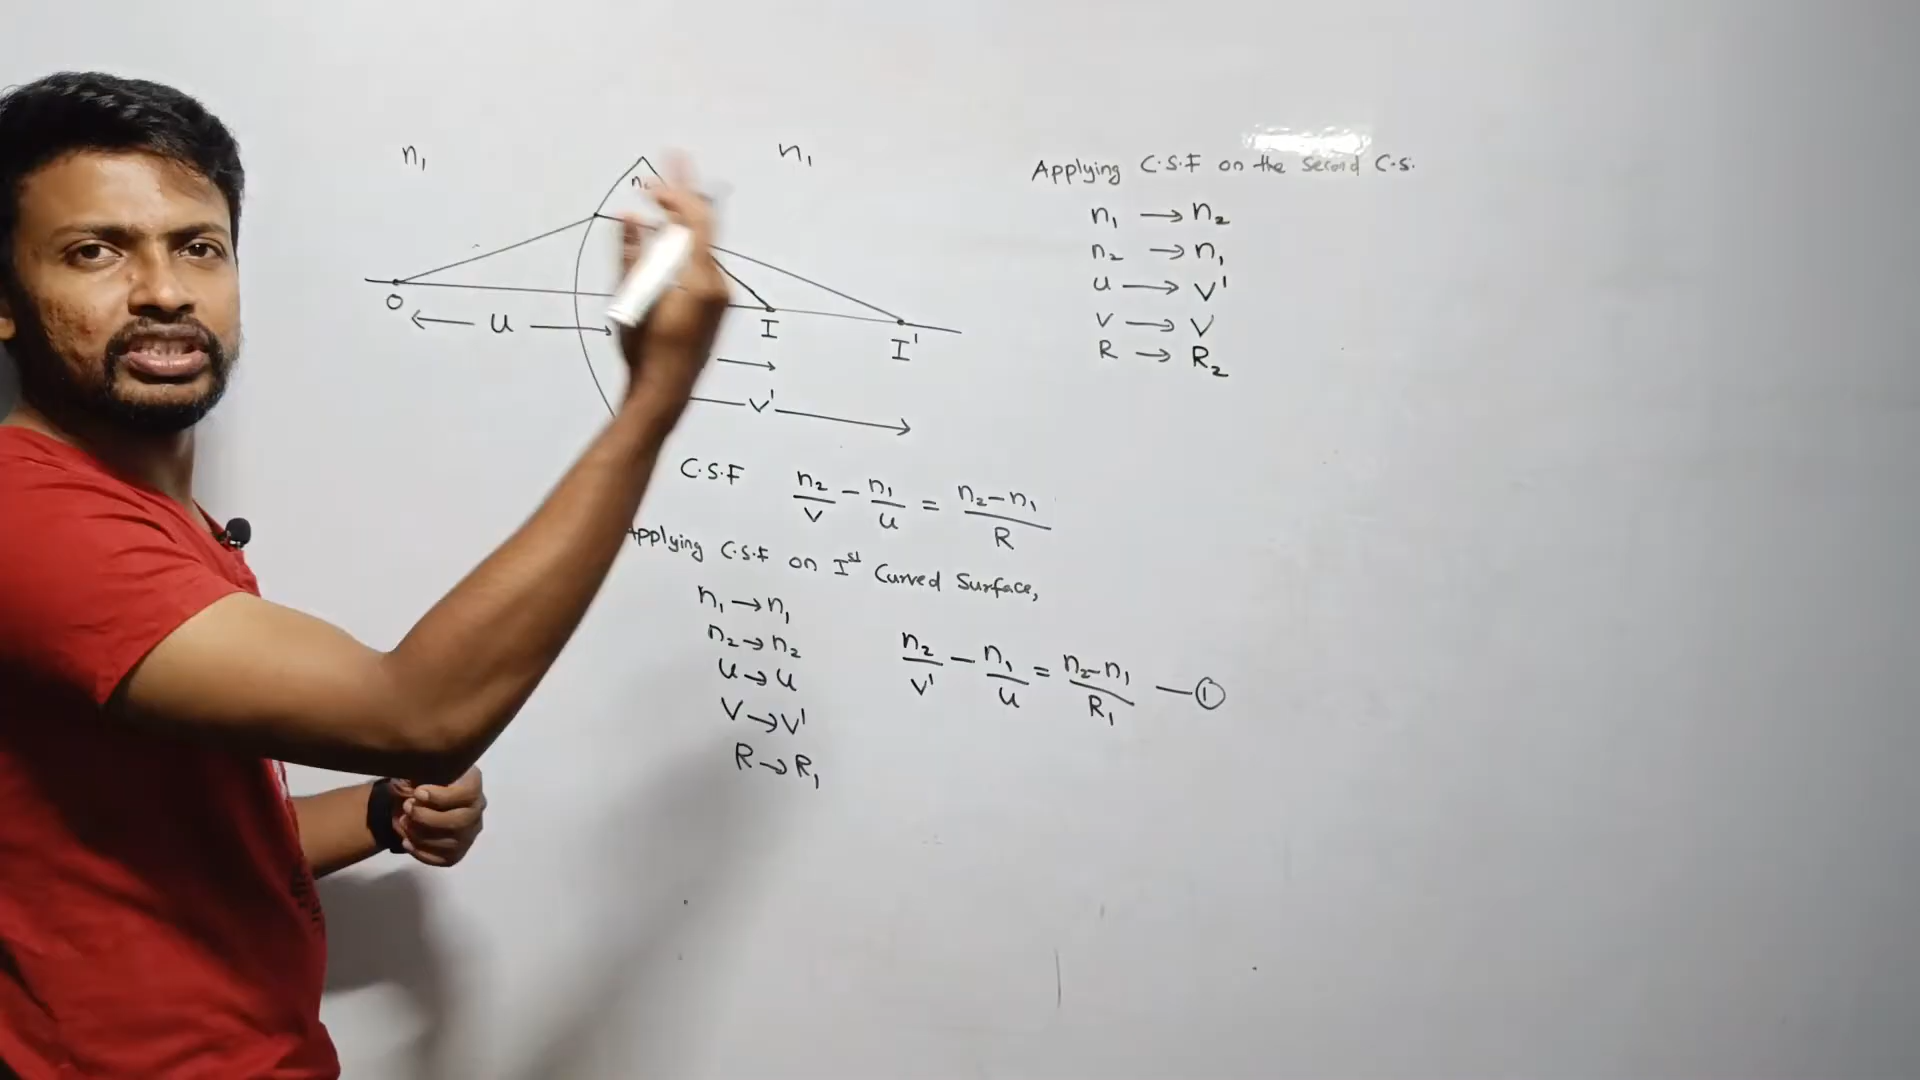 n₁
n₂
n₁
O
I
I'
u
v'
C.S.F n₂/v - n₁/u = n₂-n₁/R
Applying C.S.F on Iˢᵗ Curved Surface,
n₁ → n₁
n₂ → n₂
u → u
v → v'
R → R₁
n₂/v' - n₁/u = n₂-n₁/R₁ — ①
Applying C.S.F on the Second C.S.
n₁ → n₂
n₂ → n₁
u → v'
v → v
R → R₂